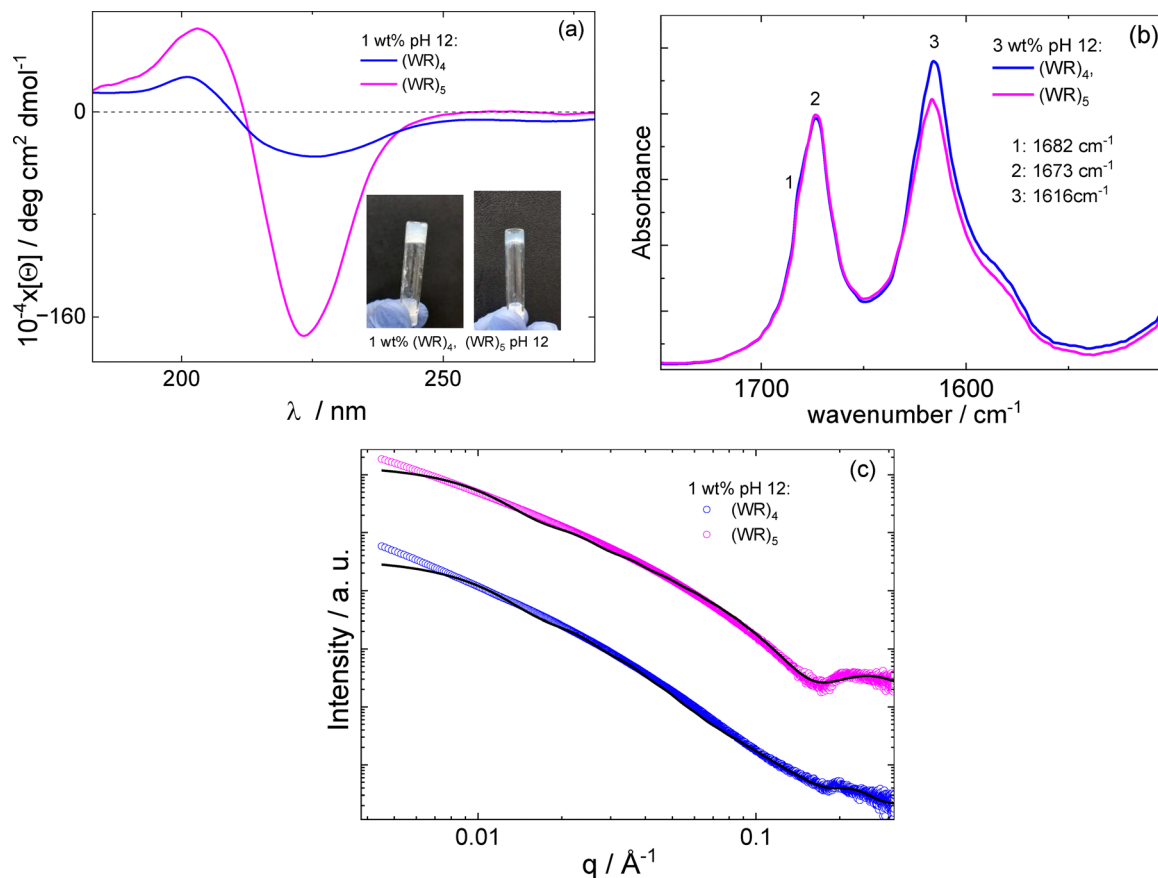 (a)
1 wt% pH 12:
(WR)₄
(WR)₅
0
−160
10⁻⁴x[Θ] / deg cm² dmol⁻¹
200
250
λ / nm
1 wt% (WR)₄, (WR)₅ pH 12
(b)
3 wt% pH 12:
(WR)₄,
(WR)₅
1
2
3
1: 1682 cm⁻¹
2: 1673 cm⁻¹
3: 1616cm⁻¹
Absorbance
1700
1600
wavenumber / cm⁻¹
(c)
1 wt% pH 12:
(WR)₄
(WR)₅
Intensity / a. u.
0.01
0.1
q / Å⁻¹